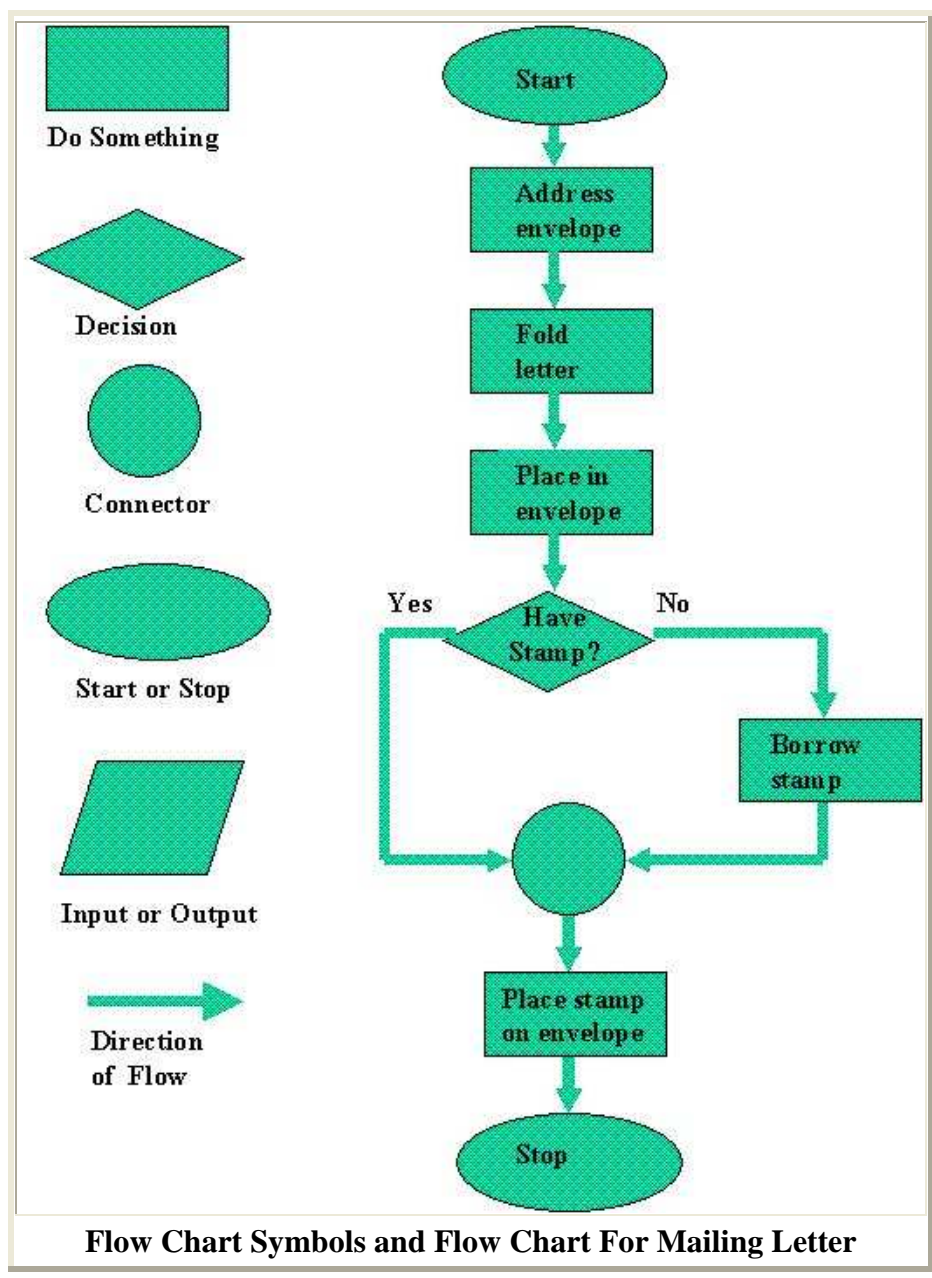 Do Something
Decision
Connector
Start or Stop
Input or Output
Direction
of Flow
Start
Address
envelope
Fold
letter
Place in
envelope
Yes
Have
Stamp?
No
Borrow
stamp
Place stamp
on envelope
Stop
Flow Chart Symbols and Flow Chart For Mailing Letter